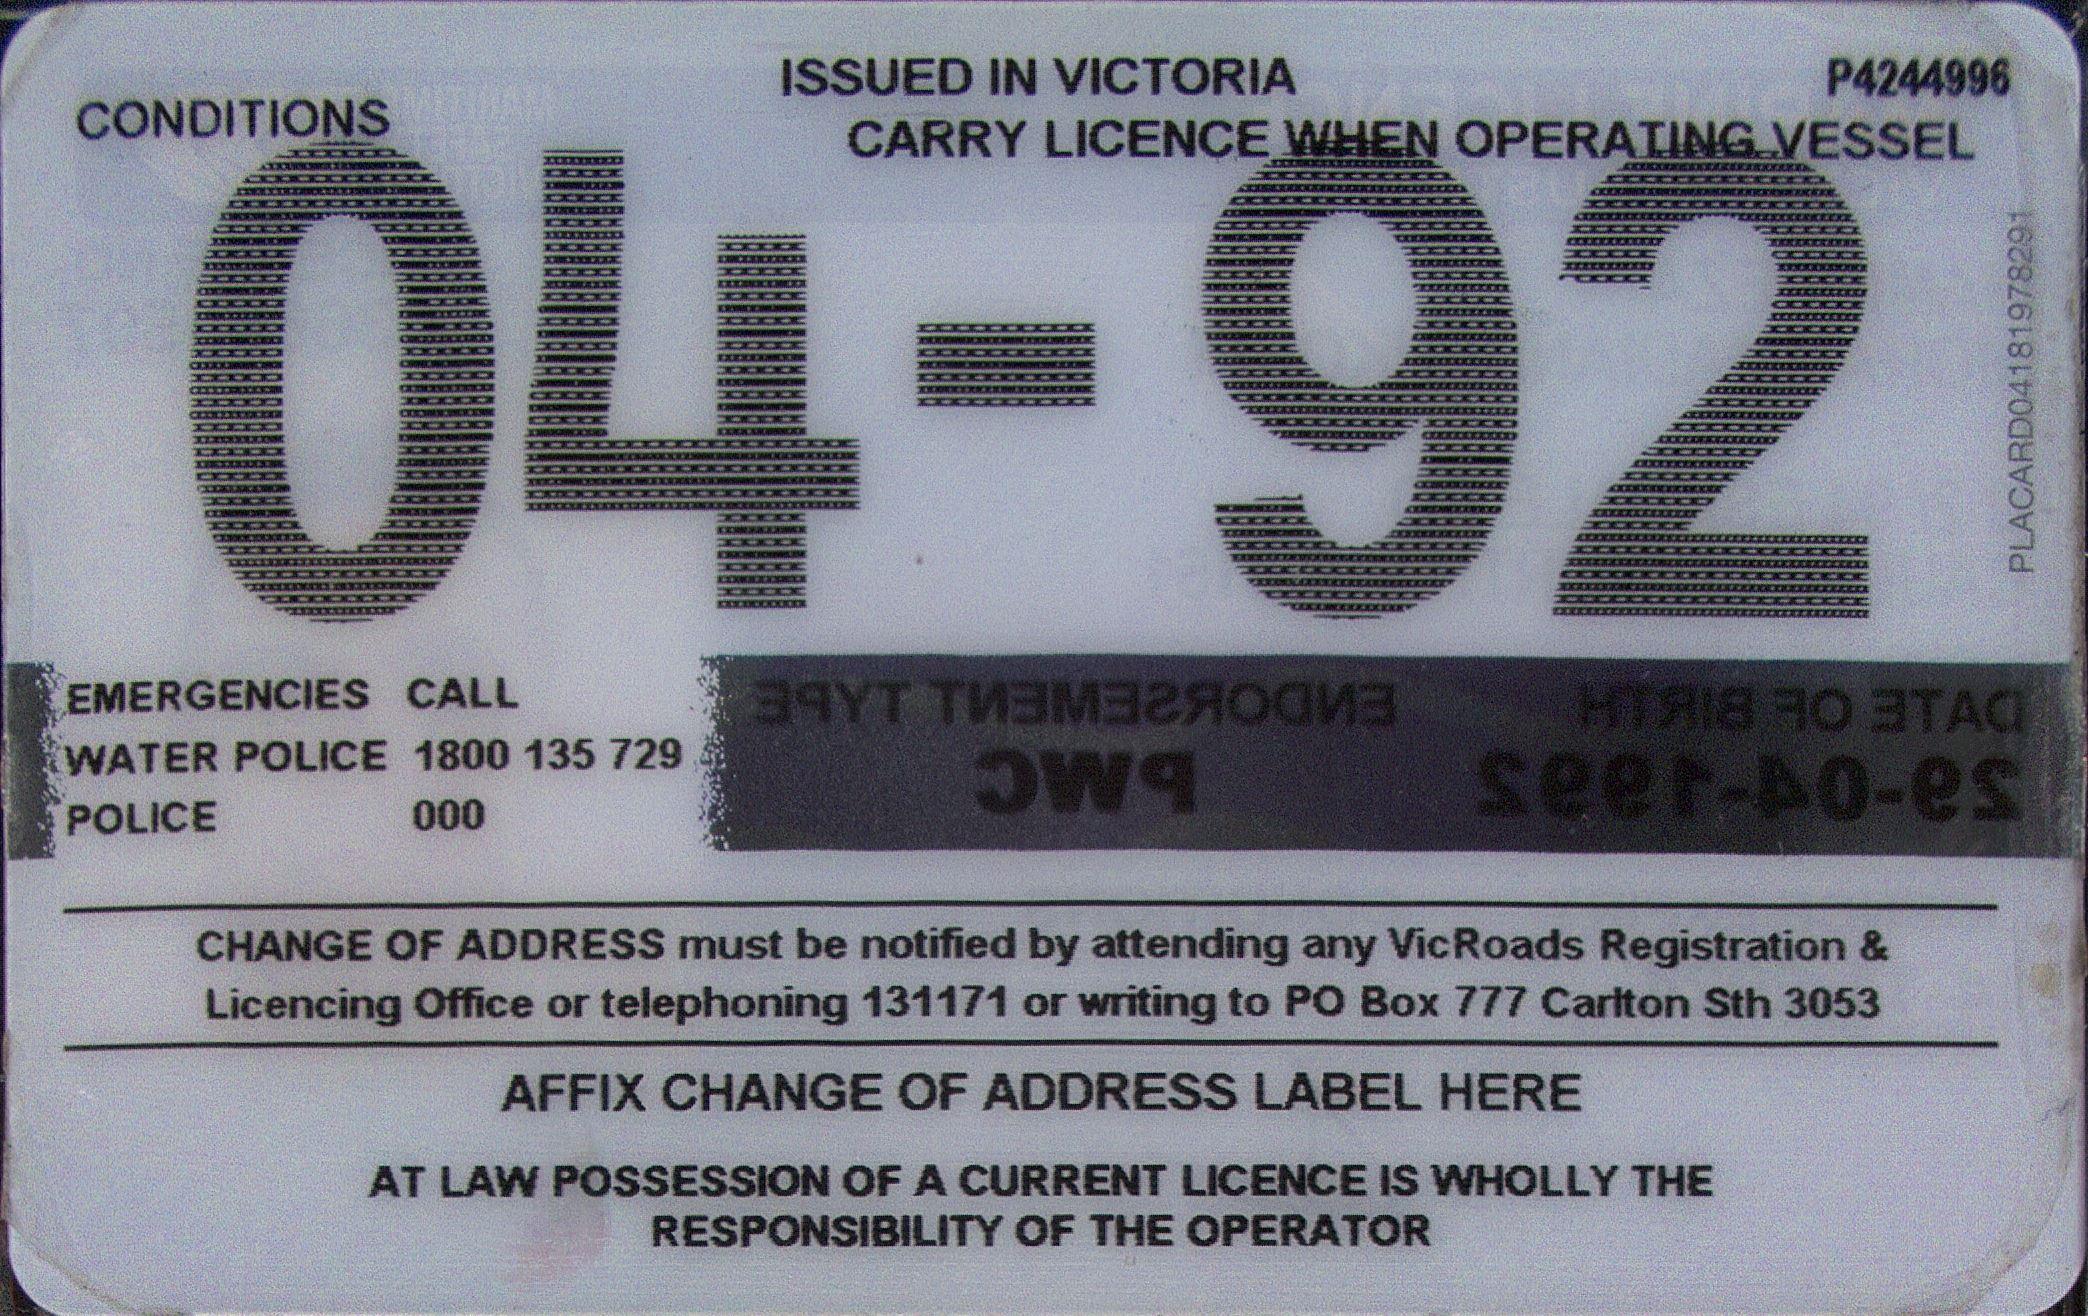 ISSUED IN VICTORIA
P4244996
CONDITIONS
CARRY LICENCE WHEN OPERATING VESSEL
04-92
PLACARD0418197829
EMERGENCIES CALL
WATER POLICE 1800 135 729
POLICE 000
ENDORSEMENT TYPE
DATE OF BIRTH
PWC
29-04-1992
CHANGE OF ADDRESS must be notified by attending any VicRoads Registration &
Licencing Office or telephoning 131171 or writing to PO Box 777 Carlton Sth 3053
AFFIX CHANGE OF ADDRESS LABEL HERE
AT LAW POSSESSION OF A CURRENT LICENCE IS WHOLLY THE
RESPONSIBILITY OF THE OPERATOR